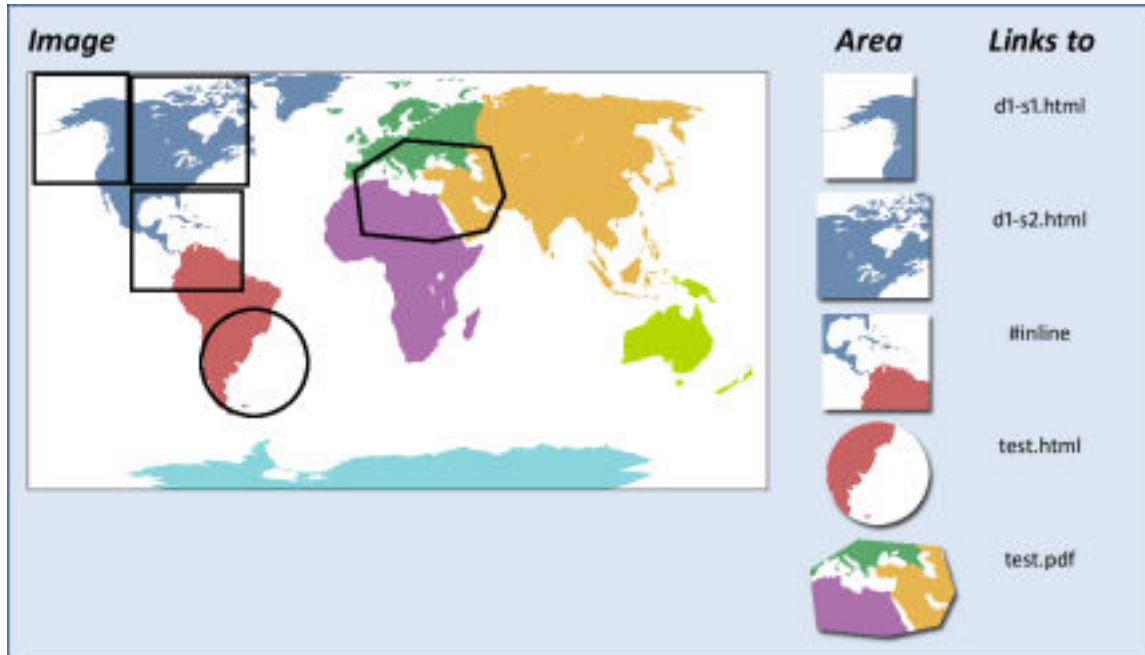 Image Area Links to
d1-s1.html
d1-s2.html
#inline
test.html
test.pdf